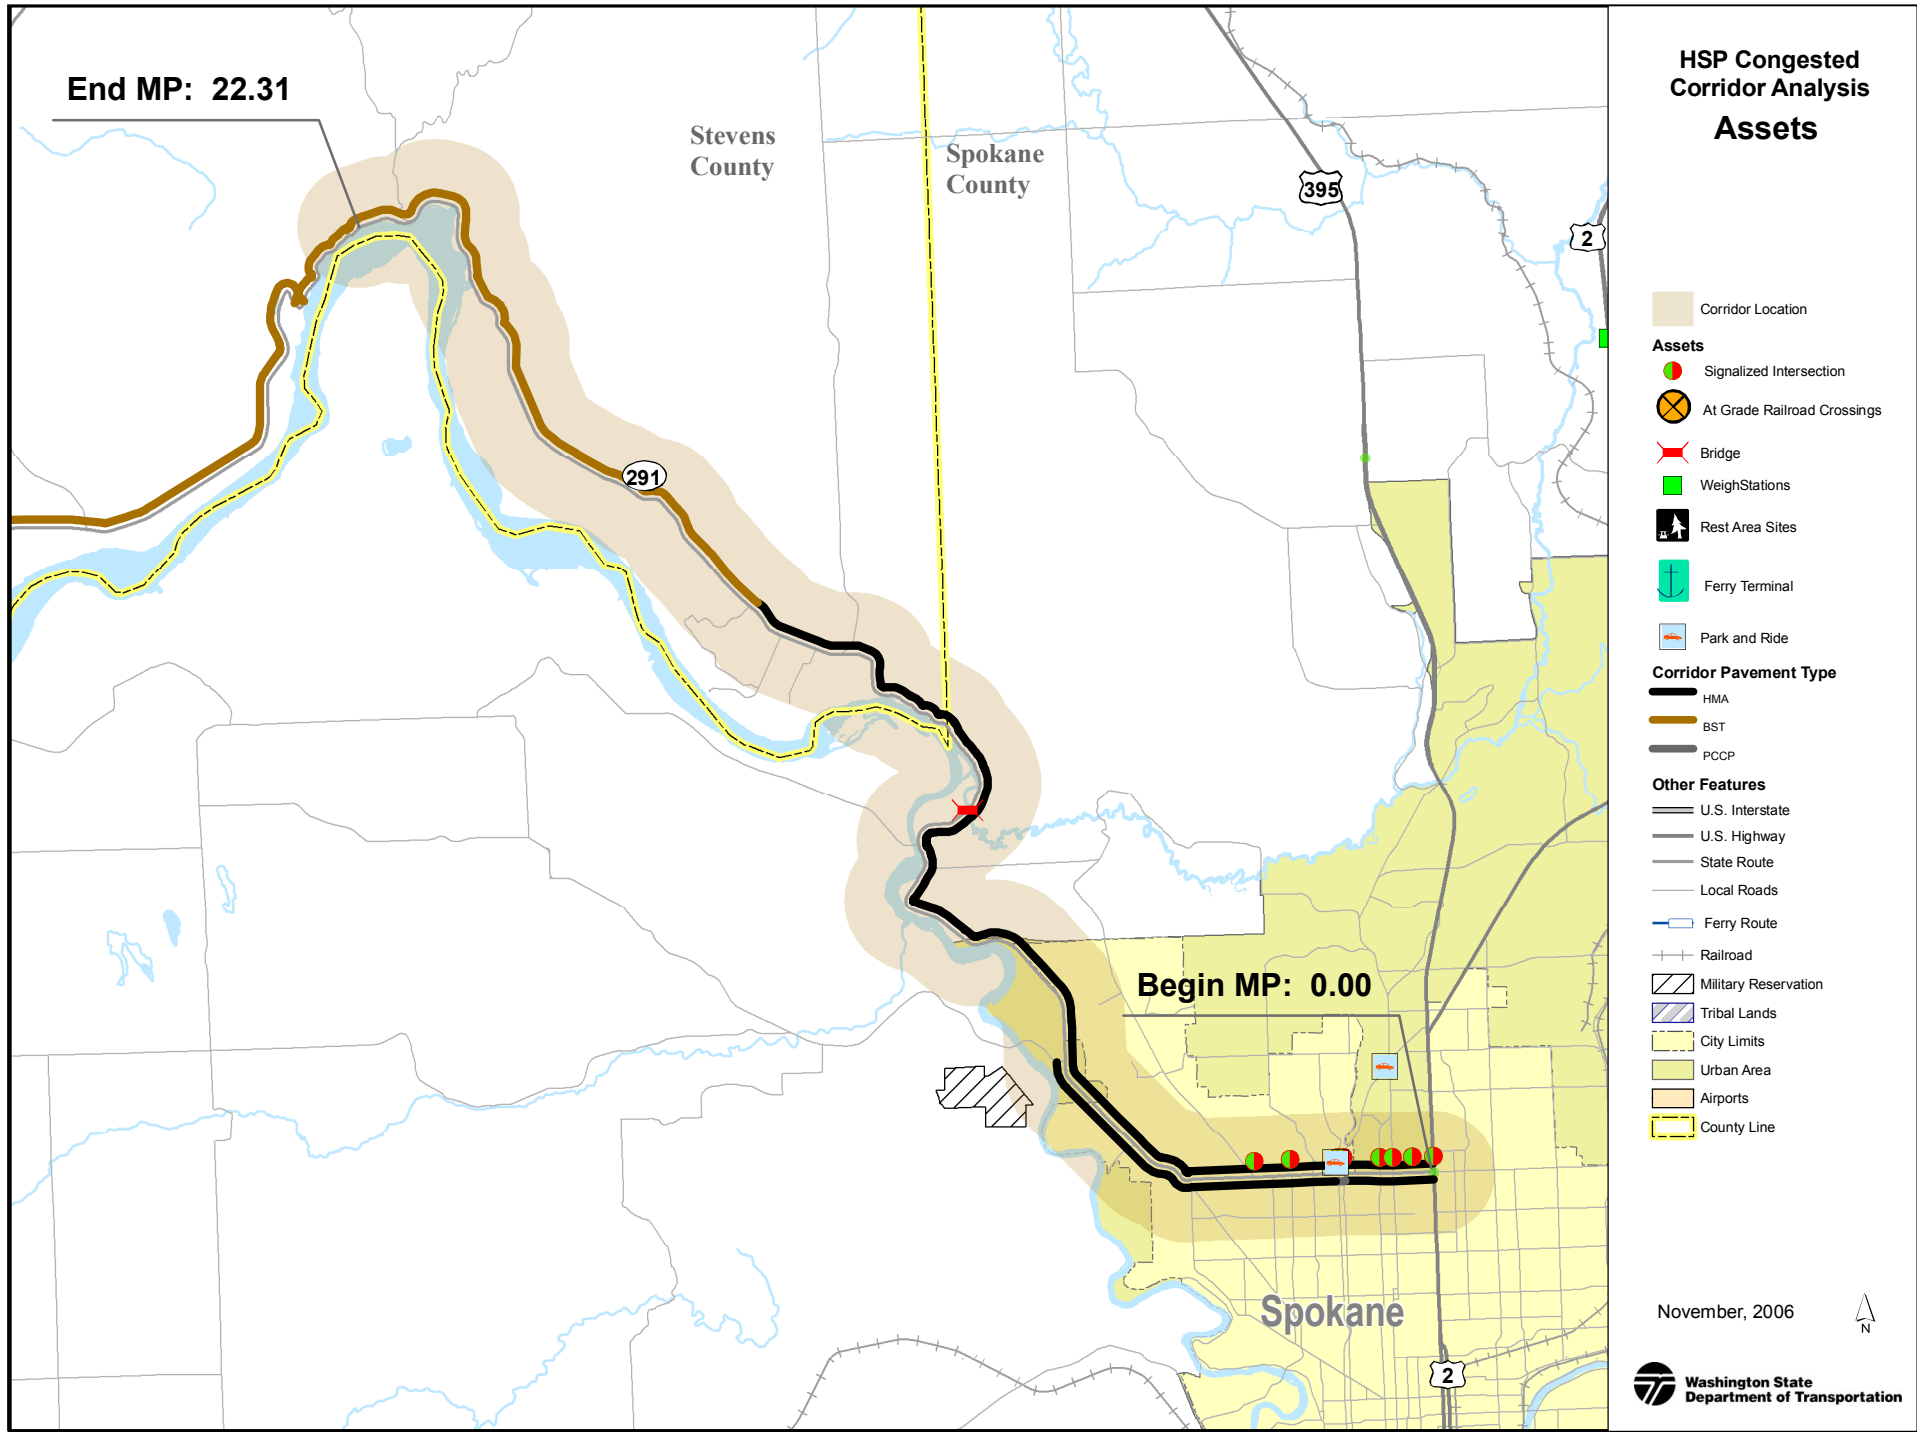 End MP: 22.31
Stevens
County
Spokane
County
395
2
291
Begin MP: 0.00
Spokane
2
HSP Congested
Corridor Analysis
Assets
Corridor Location
Assets
Signalized Intersection
At Grade Railroad Crossings
Bridge
WeighStations
Rest Area Sites
Ferry Terminal
Park and Ride
Corridor Pavement Type
HMA
BST
PCCP
Other Features
U.S. Interstate
U.S. Highway
State Route
Local Roads
Ferry Route
Railroad
Military Reservation
Tribal Lands
City Limits
Urban Area
Airports
County Line
November, 2006
N
Washington State
Department of Transportation